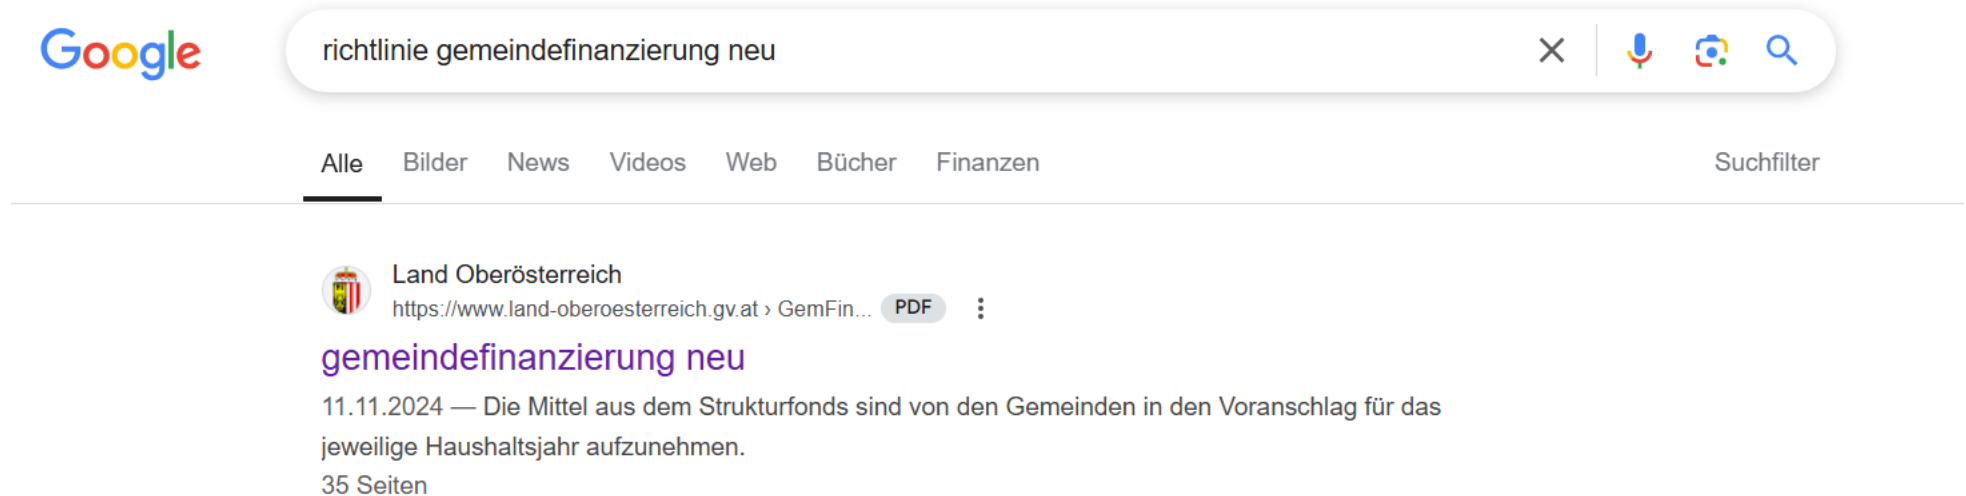 Google
richtlinie gemeindefinanzierung neu
Alle Bilder News Videos Web Bücher Finanzen Suchfilter
Land Oberösterreich
https://www.land-oberoesterreich.gv.at › GemFin... PDF
gemeindefinanzierung neu
11.11.2024 — Die Mittel aus dem Strukturfonds sind von den Gemeinden in den Voranschlag für das
jeweilige Haushaltsjahr aufzunehmen.
35 Seiten